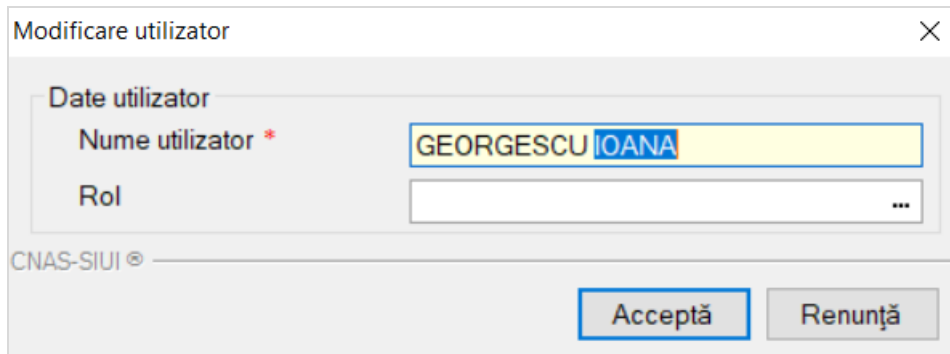 Modificare utilizator
Date utilizator
Nume utilizator * GEORGESCU IOANA
Rol ...
CNAS-SIUI ®
Acceptă Renunţă